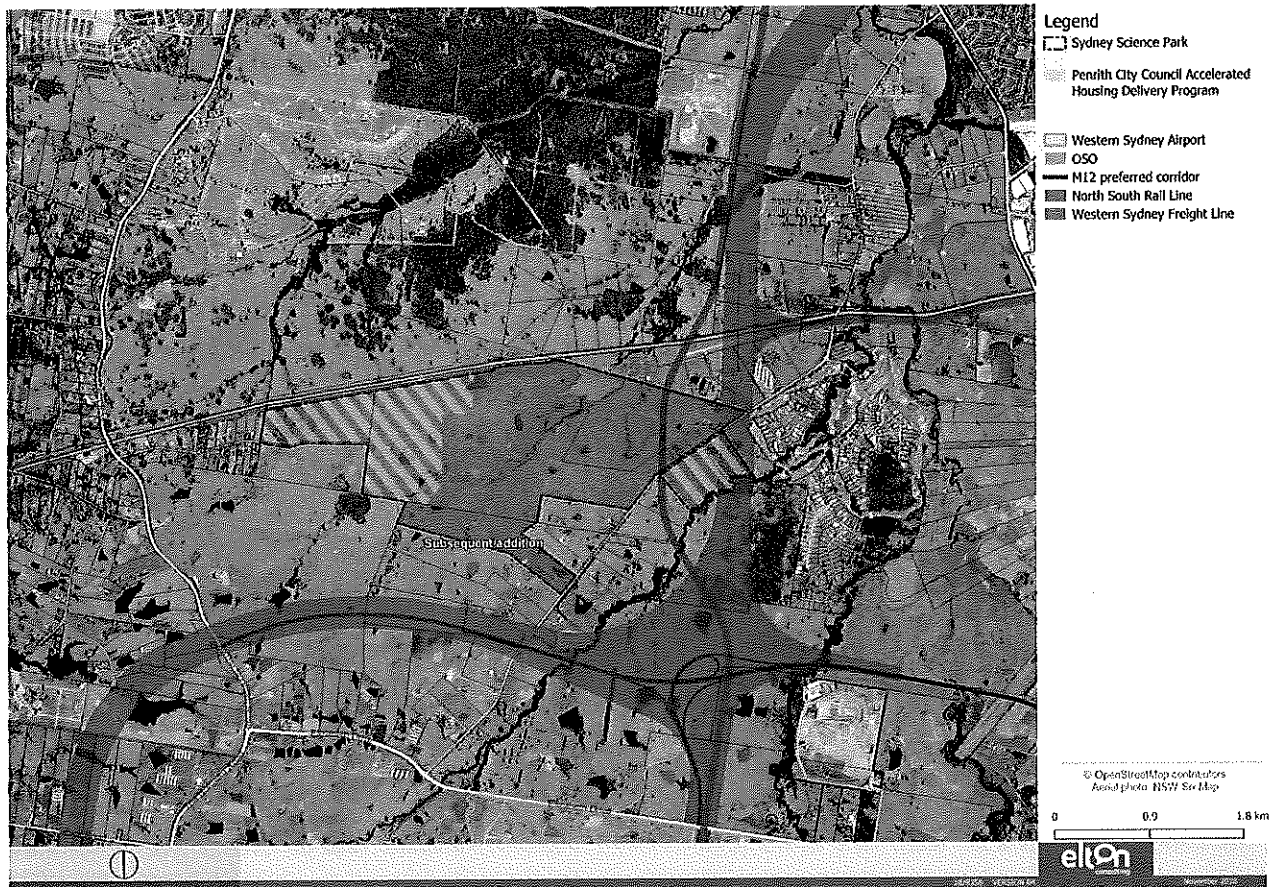 Legend
Sydney Science Park
Penrith City Council Accelerated
Housing Delivery Program
Western Sydney Airport
OSO
M12 preferred corridor
North South Rail Line
Western Sydney Freight Line
Subsequent addition
© OpenStreetMap contributors
Aerial photo: NSW Six Map
0 0.9 1.8 km
elton
consulting